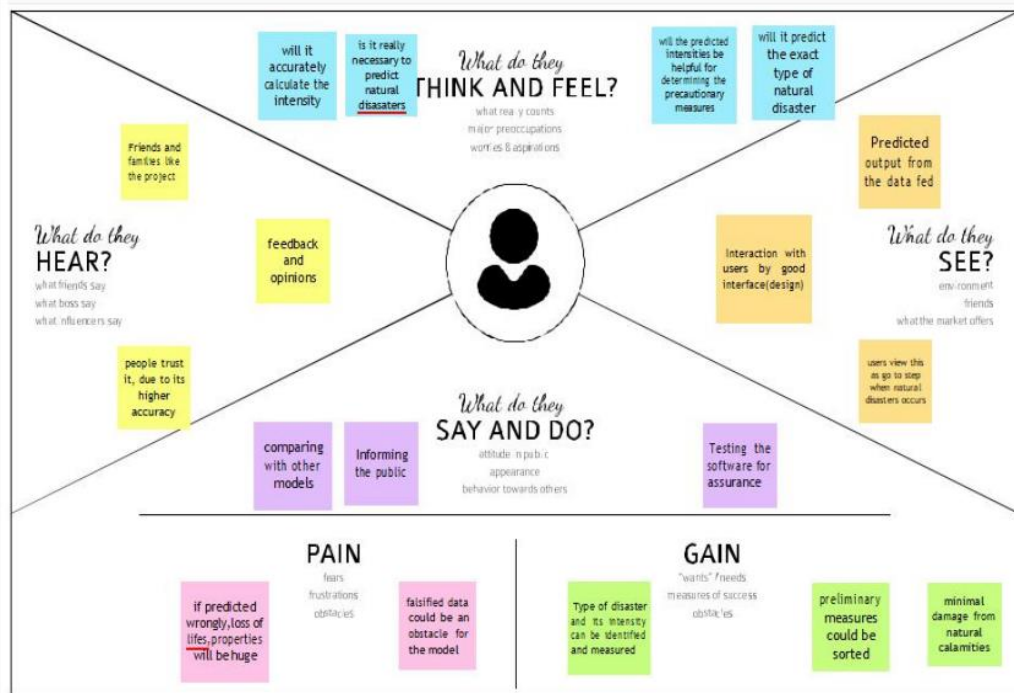 What do they
THINK AND FEEL?
what really counts
major preoccupations
worries & aspirations
will it
accurately
calculate the
intensity
is it really
necessary to
predict
natural
disasaters
will the predicted
intensities be
helpful for
determining the
precautionary
measures
will it predict
the exact
type of
natural
disaster
What do they
HEAR?
what friends say
what boss say
what influencers say
Friends and
families like
the project
feedback
and
opinions
people trust
it, due to its
higher
accuracy
What do they
SEE?
environment
friends
what the market offers
Predicted
output from
the data fed
Interaction with
users by good
interface(design)
users view this
as go to step
when natural
disasters occurs
What do they
SAY AND DO?
attitude in public
appearance
behavior towards others
comparing
with other
models
Informing
the public
Testing the
software for
assurance
PAIN
fears
frustrations
obstacles
if predicted
wrongly,loss of
lifes,properties
will be huge
falsified data
could be an
obstacle for
the model
GAIN
"wants" / needs
measures of success
obstacles
Type of disaster
and its intensity
can be identified
and measured
preliminary
measures
could be
sorted
minimal
damage from
natural
calamities